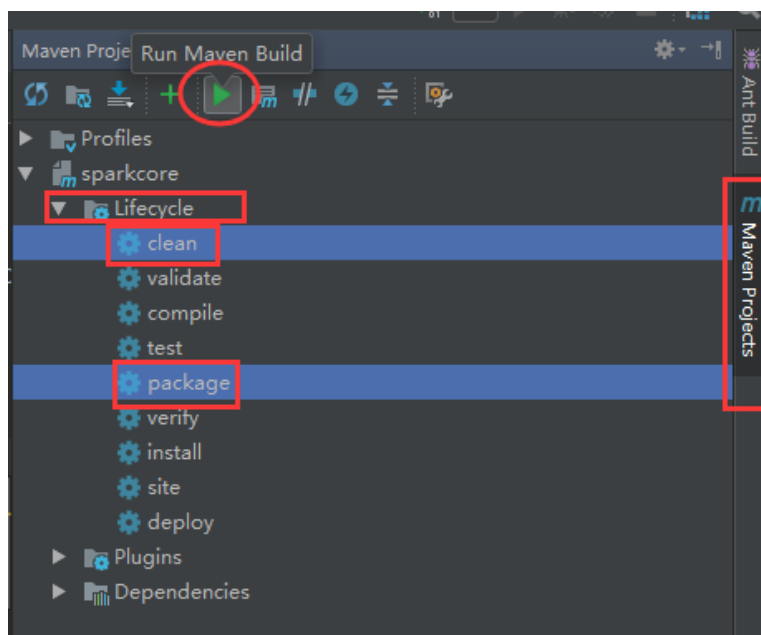 Maven Proje
Run Maven Build
Profiles
sparkcore
Lifecycle
clean
validate
compile
test
package
verify
install
site
deploy
Plugins
Dependencies
Ant Build
Maven Projects